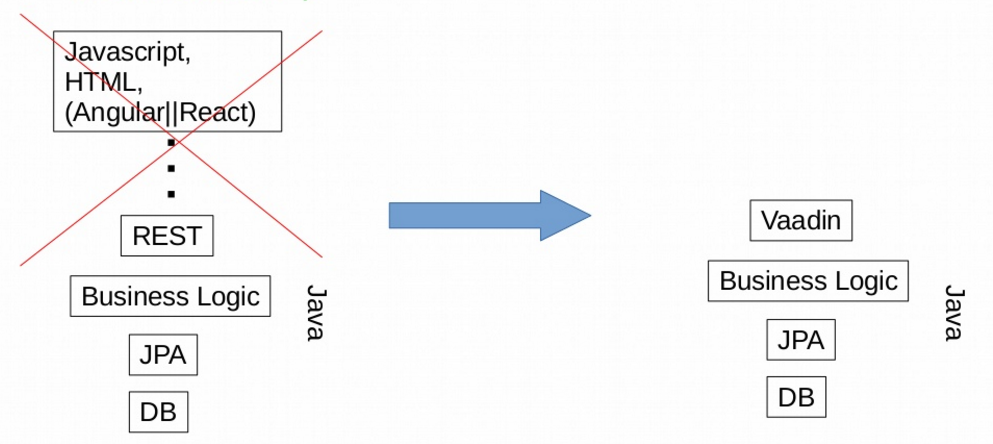 Javascript,
HTML,
(Angular||React)
REST
Business Logic
JPA
DB
Java
Vaadin
Business Logic
JPA
DB
Java